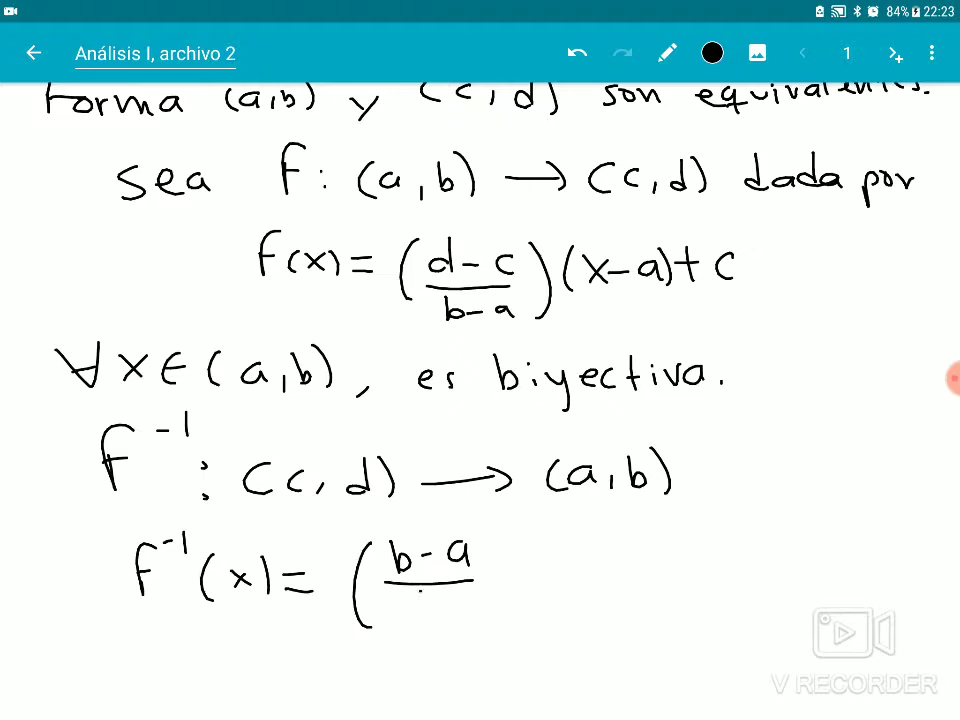 84% 22:23
Análisis I, archivo 2
1
forma (a,b) y (c,d) son equivalentes.
sea f: (a,b) → (c,d) dada por
f(x) = ( d-c / b-a ) (x-a)+c
∀x∈(a,b), es biyectiva.
f⁻¹: (c,d) → (a,b)
f⁻¹(x) = ( b-a /
V RECORDER